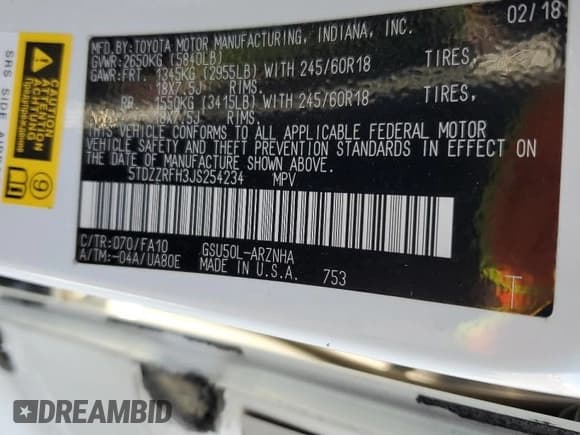 02/18
MFD.BY:TOYOTA MOTOR MANUFACTURING, INDIANA, INC.
GVWR:2650KG (5840LB)
GAWR:FRT. 1345KG (2955LB) WITH 245/60R18 TIRES,
18X7.5J RIMS.
RR. 1550KG (3415LB) WITH 245/60R18 TIRES,
18X7.5J RIMS.
THIS VEHICLE CONFORMS TO ALL APPLICABLE FEDERAL MOTOR
VEHICLE SAFETY AND THEFT PREVENTION STANDARDS IN EFFECT ON
THE DATE OF MANUFACTURE SHOWN ABOVE.
5TDZZRFH3JS254234 MPV
C/TR:070/FA10 GSU50L-ARZNHA
A/TM:-04A/UA80E MADE IN U.S.A. 753
T
SRS SIDE
CAUTION
ATTENTION
ACHTUNG
9
DREAMBID